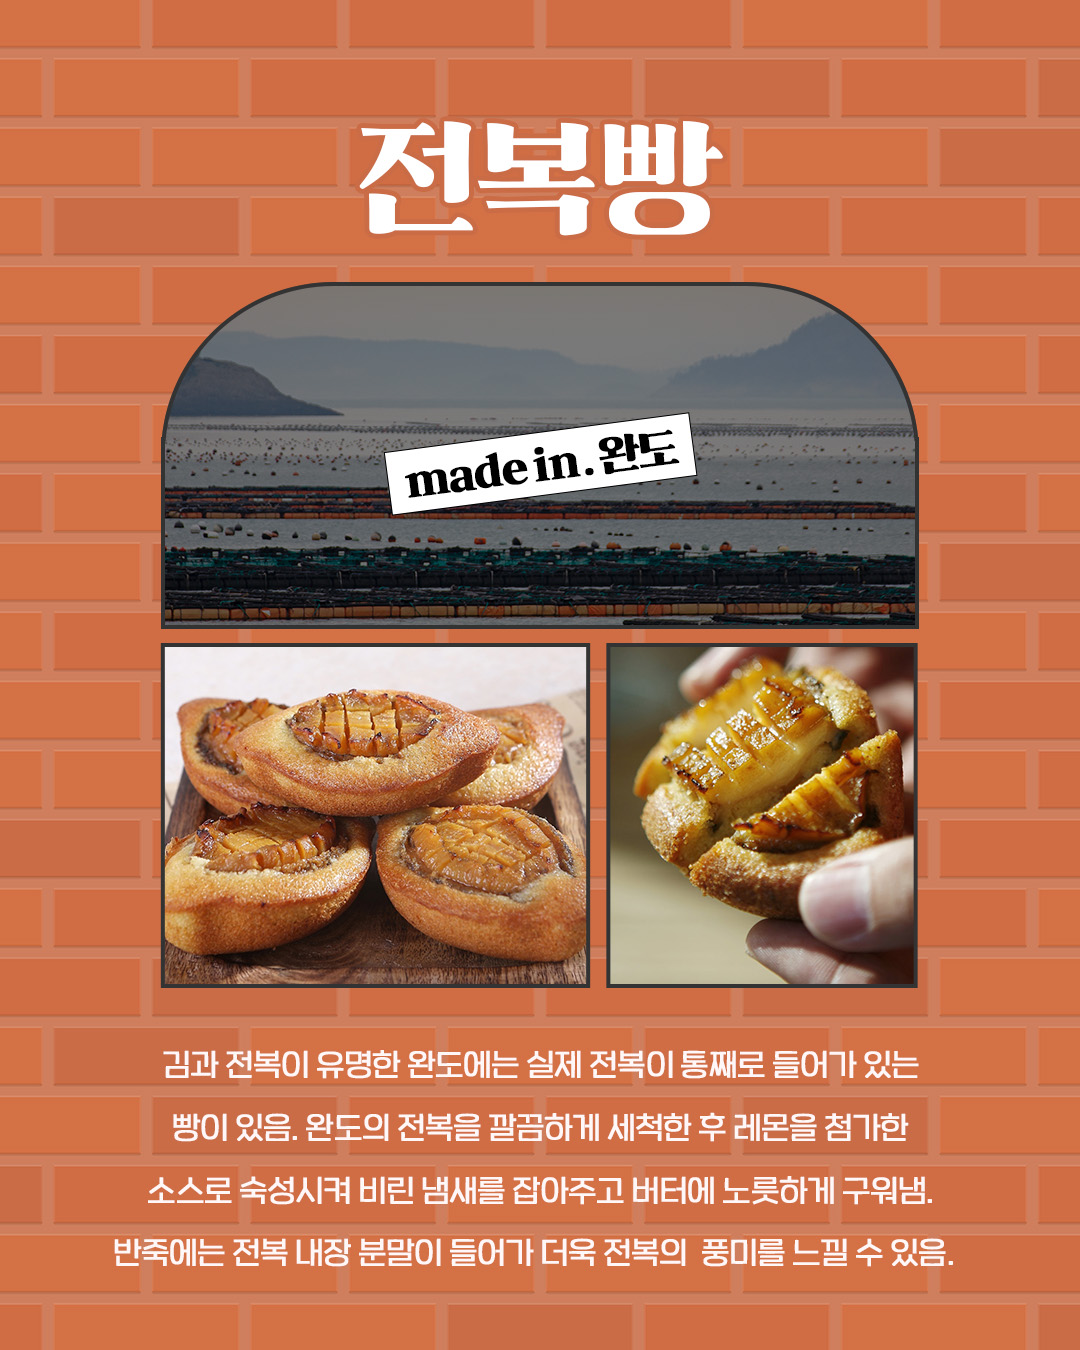 전복빵
made in. 완도
김과 전복이 유명한 완도에는 실제 전복이 통째로 들어가 있는
빵이 있음. 완도의 전복을 깔끔하게 세척한 후 레몬을 첨가한
소스로 숙성시켜 비린 냄새를 잡아주고 버터에 노릇하게 구워냄.
반죽에는 전복 내장 분말이 들어가 더욱 전복의 풍미를 느낄 수 있음.